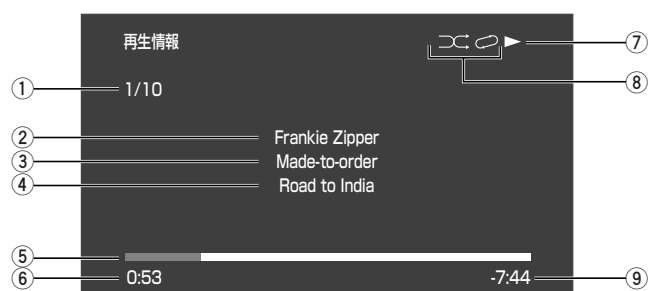 再生情報
⑦
⑧
① 1/10
② Frankie Zipper
③ Made-to-order
④ Road to India
⑤
⑥ 0:53 -7:44 ⑨